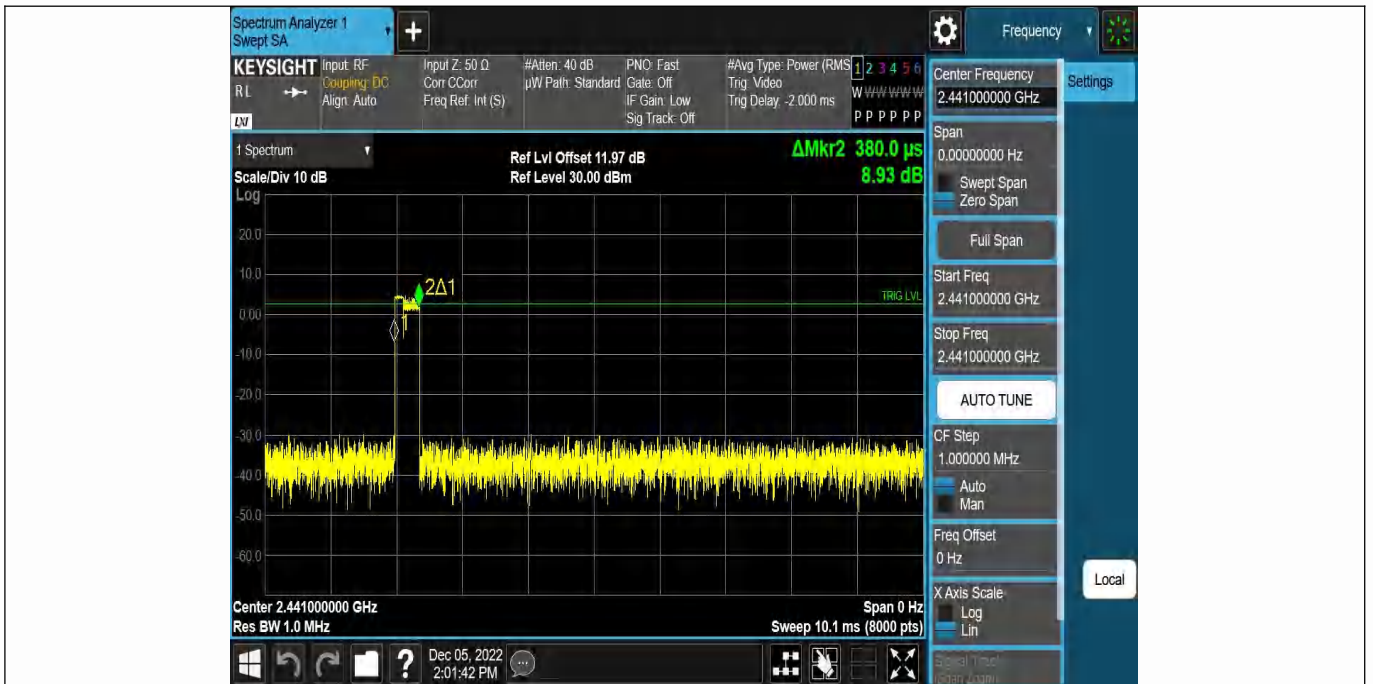 Spectrum Analyzer 1
Swept SA
+
Frequency
KEYSIGHT
R L
LXI
Input: RF
Coupling: DC
Align: Auto
Input Z: 50 Ω
Corr CCorr
Freq Ref: Int (S)
#Atten: 40 dB
µW Path: Standard
PNO: Fast
Gate: Off
IF Gain: Low
Sig Track: Off
#Avg Type: Power (RMS
Trig: Video
Trig Delay: -2.000 ms
1 2 3 4 5 6
W W W W W W
P P P P P P
1 Spectrum
Scale/Div 10 dB
Ref Lvl Offset 11.97 dB
Ref Level 30.00 dBm
ΔMkr2 380.0 µs
8.93 dB
Log
20.0
10.0
0.00
-10.0
-20.0
-30.0
-40.0
-50.0
-60.0
2Δ1
1
TRIG LVL
Center 2.441000000 GHz
Res BW 1.0 MHz
Span 0 Hz
Sweep 10.1 ms (8000 pts)
Center Frequency
2.441000000 GHz
Settings
Span
0.00000000 Hz
Swept Span
Zero Span
Full Span
Start Freq
2.441000000 GHz
Stop Freq
2.441000000 GHz
AUTO TUNE
CF Step
1.000000 MHz
Auto
Man
Freq Offset
0 Hz
X Axis Scale
Log
Lin
Signal Track
(Span Zoom)
Local
?
Dec 05, 2022
2:01:42 PM